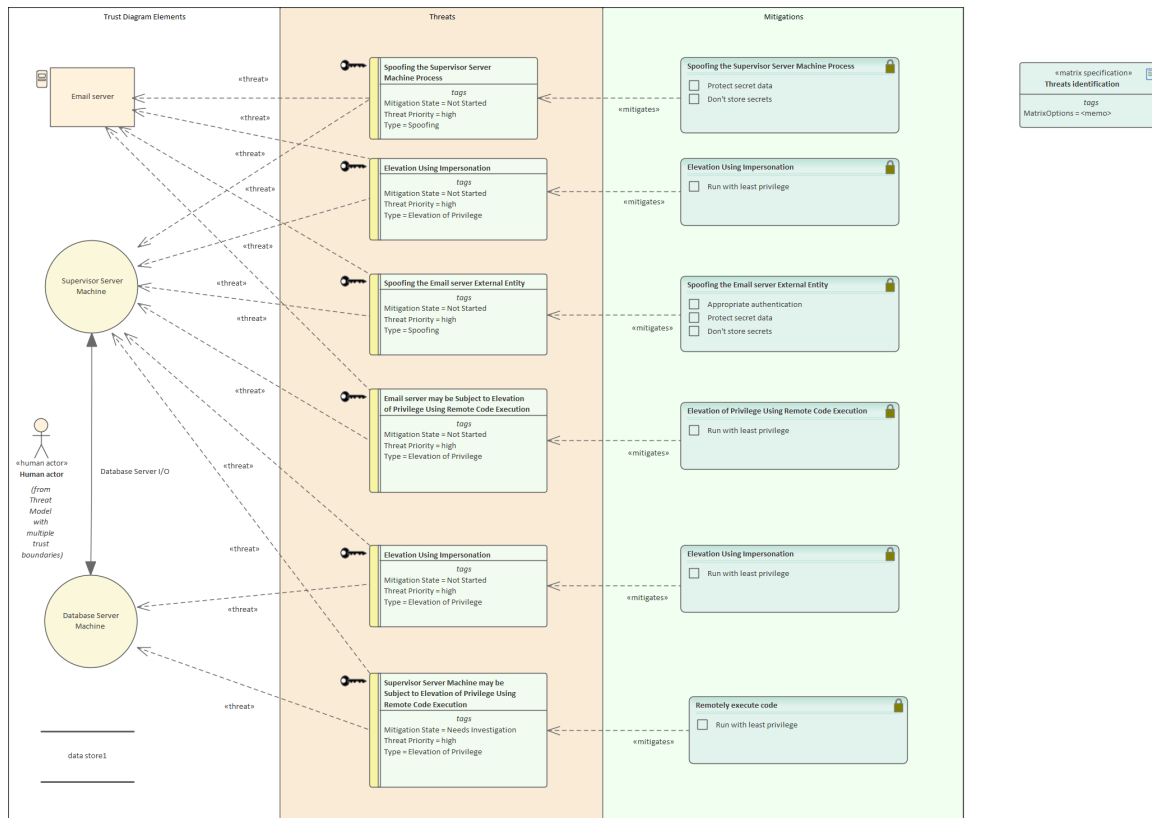 Trust Diagram Elements
Threats
Mitigations
Email server
Supervisor Server
Machine
«human actor»
Human actor
(from
Threat
Model
with
multiple
trust
boundaries)
Database Server I/O
Database Server
Machine
data store1
«threat»
«threat»
«threat»
«threat»
«threat»
«threat»
«threat»
«threat»
«threat»
«threat»
«threat»
«threat»
Spoofing the Supervisor Server
Machine Process
tags
Mitigation State = Not Started
Threat Priority = high
Type = Spoofing
Elevation Using Impersonation
tags
Mitigation State = Not Started
Threat Priority = high
Type = Elevation of Privilege
Spoofing the Email server External Entity
tags
Mitigation State = Not Started
Threat Priority = high
Type = Spoofing
Email server may be Subject to Elevation
of Privilege Using Remote Code Execution
tags
Mitigation State = Not Started
Threat Priority = high
Type = Elevation of Privilege
Elevation Using Impersonation
tags
Mitigation State = Not Started
Threat Priority = high
Type = Elevation of Privilege
Supervisor Server Machine may be
Subject to Elevation of Privilege Using
Remote Code Execution
tags
Mitigation State = Needs Investigation
Threat Priority = high
Type = Elevation of Privilege
«mitigates»
«mitigates»
«mitigates»
«mitigates»
«mitigates»
«mitigates»
Spoofing the Supervisor Server Machine Process
Protect secret data
Don't store secrets
Elevation Using Impersonation
Run with least privilege
Spoofing the Email server External Entity
Appropriate authentication
Protect secret data
Don't store secrets
Elevation of Privilege Using Remote Code Execution
Run with least privilege
Elevation Using Impersonation
Run with least privilege
Remotely execute code
Run with least privilege
«matrix specification»
Threats identification
tags
MatrixOptions = <memo>